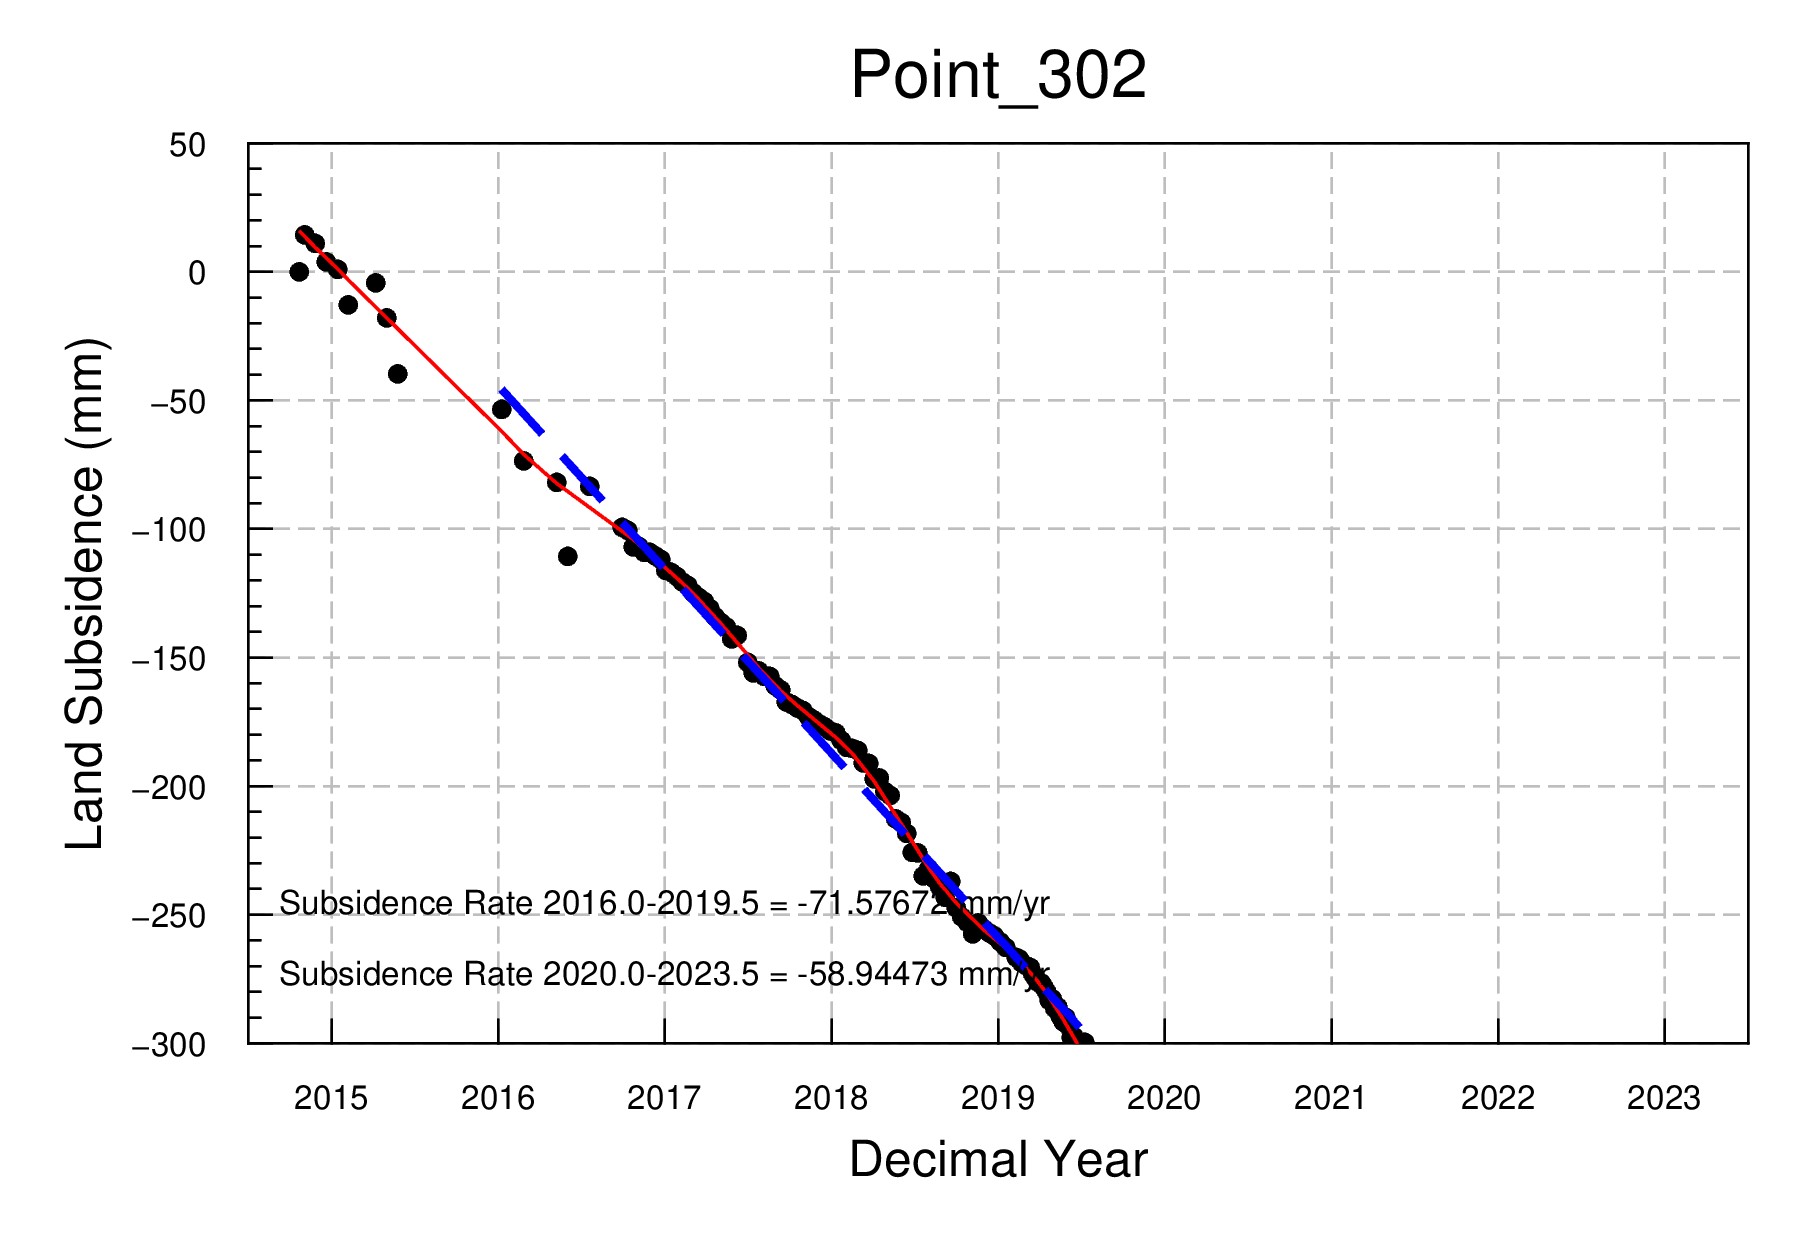 Point_302
50
0
−50
−100
−150
−200
−250
−300
Land Subsidence (mm)
Subsidence Rate 2016.0-2019.5 = -71.57672 mm/yr
Subsidence Rate 2020.0-2023.5 = -58.94473 mm/yr
2015 2016 2017 2018 2019 2020 2021 2022 2023
Decimal Year